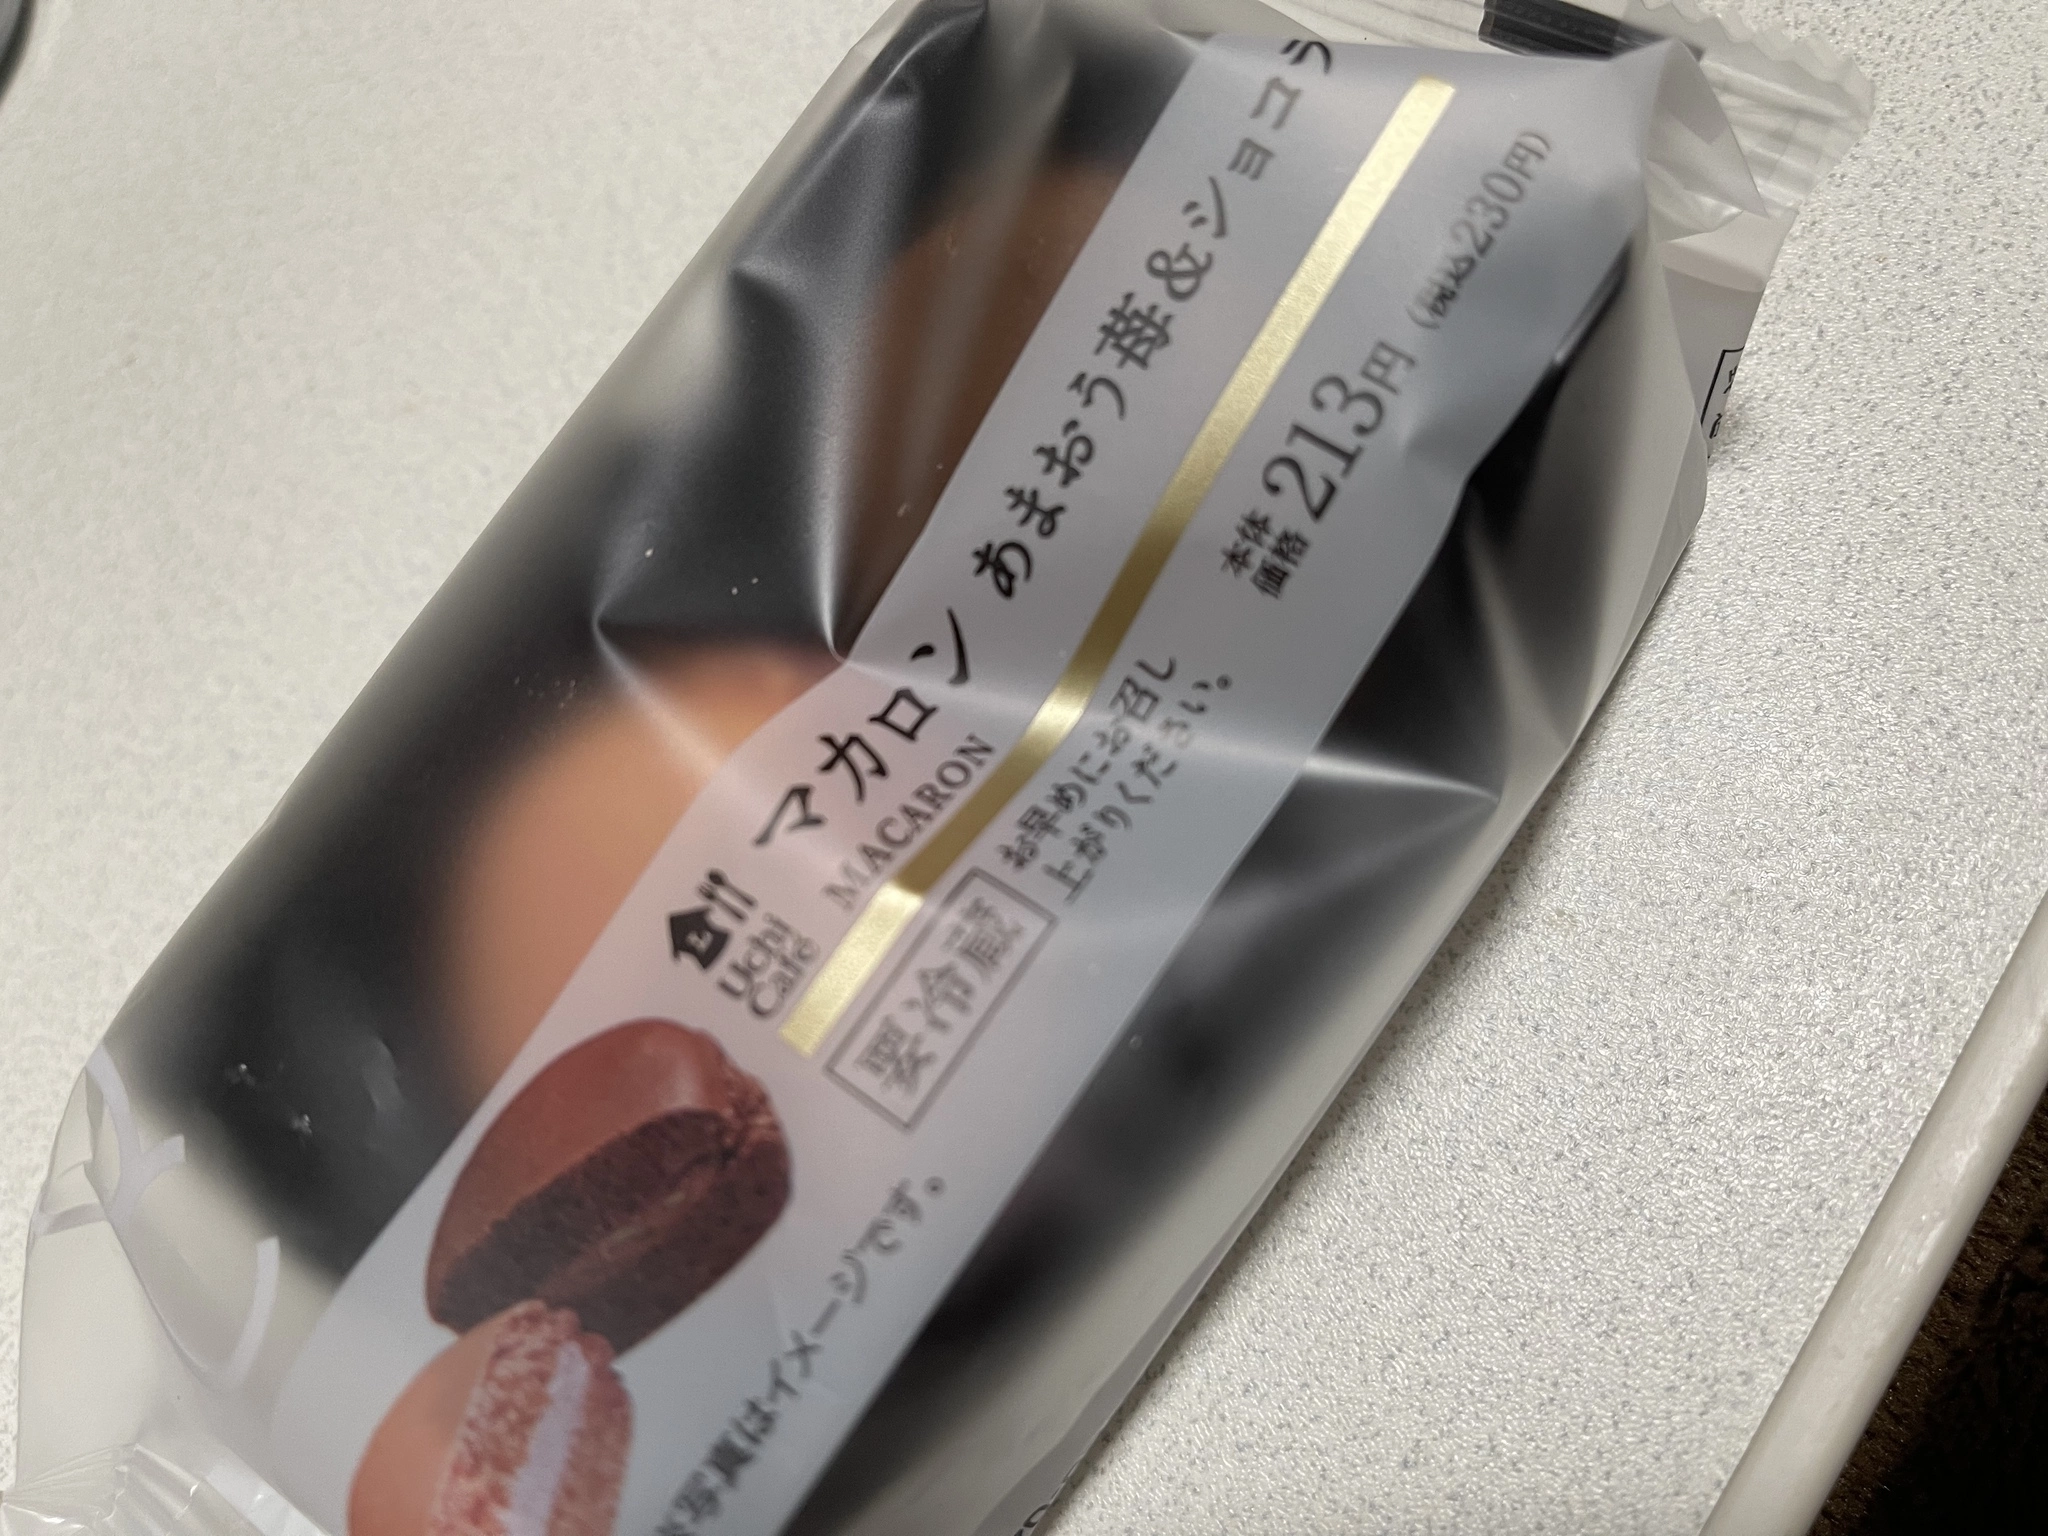 Uchi
Café
マカロン あまおう苺&ショコラ
MACARON
要冷蔵
お早めにお召し
上がりください。
本体
価格 213円 (税込230円)
写真はイメージです。